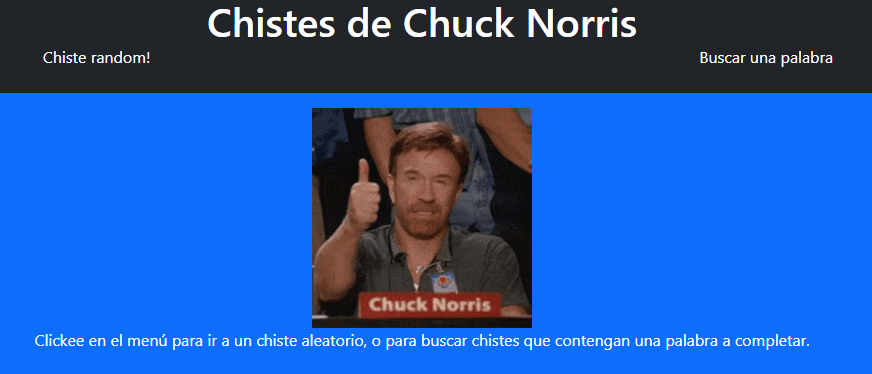 Chistes de Chuck Norris
Chiste random!
Buscar una palabra
Chuck Norris
Clickee en el menú para ir a un chiste aleatorio, o para buscar chistes que contengan una palabra a completar.